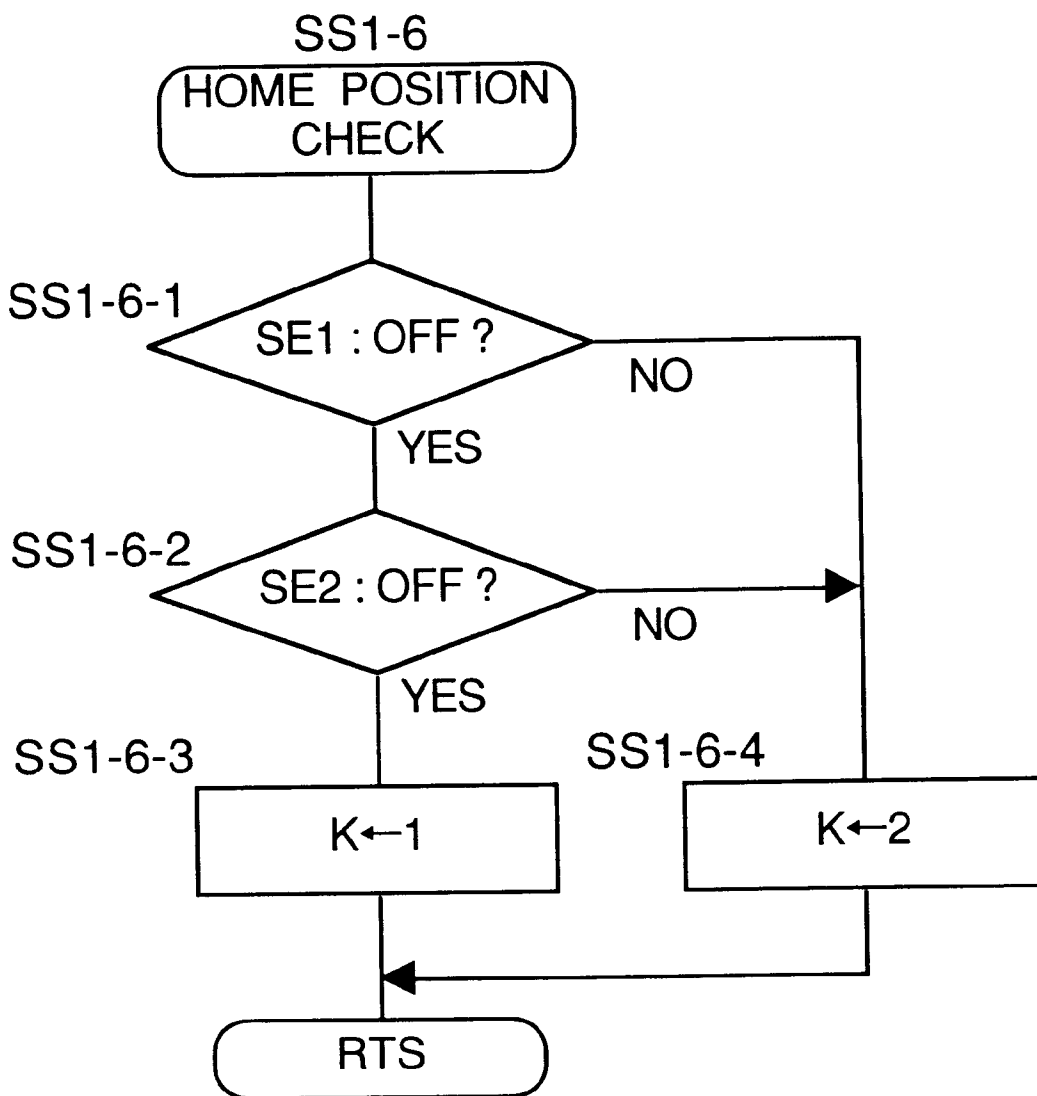 SS1-6
HOME POSITION
CHECK
SS1-6-1
SE1 : OFF ?
NO
YES
SS1-6-2
SE2 : OFF ?
NO
YES
SS1-6-3
K←1
SS1-6-4
K←2
RTS